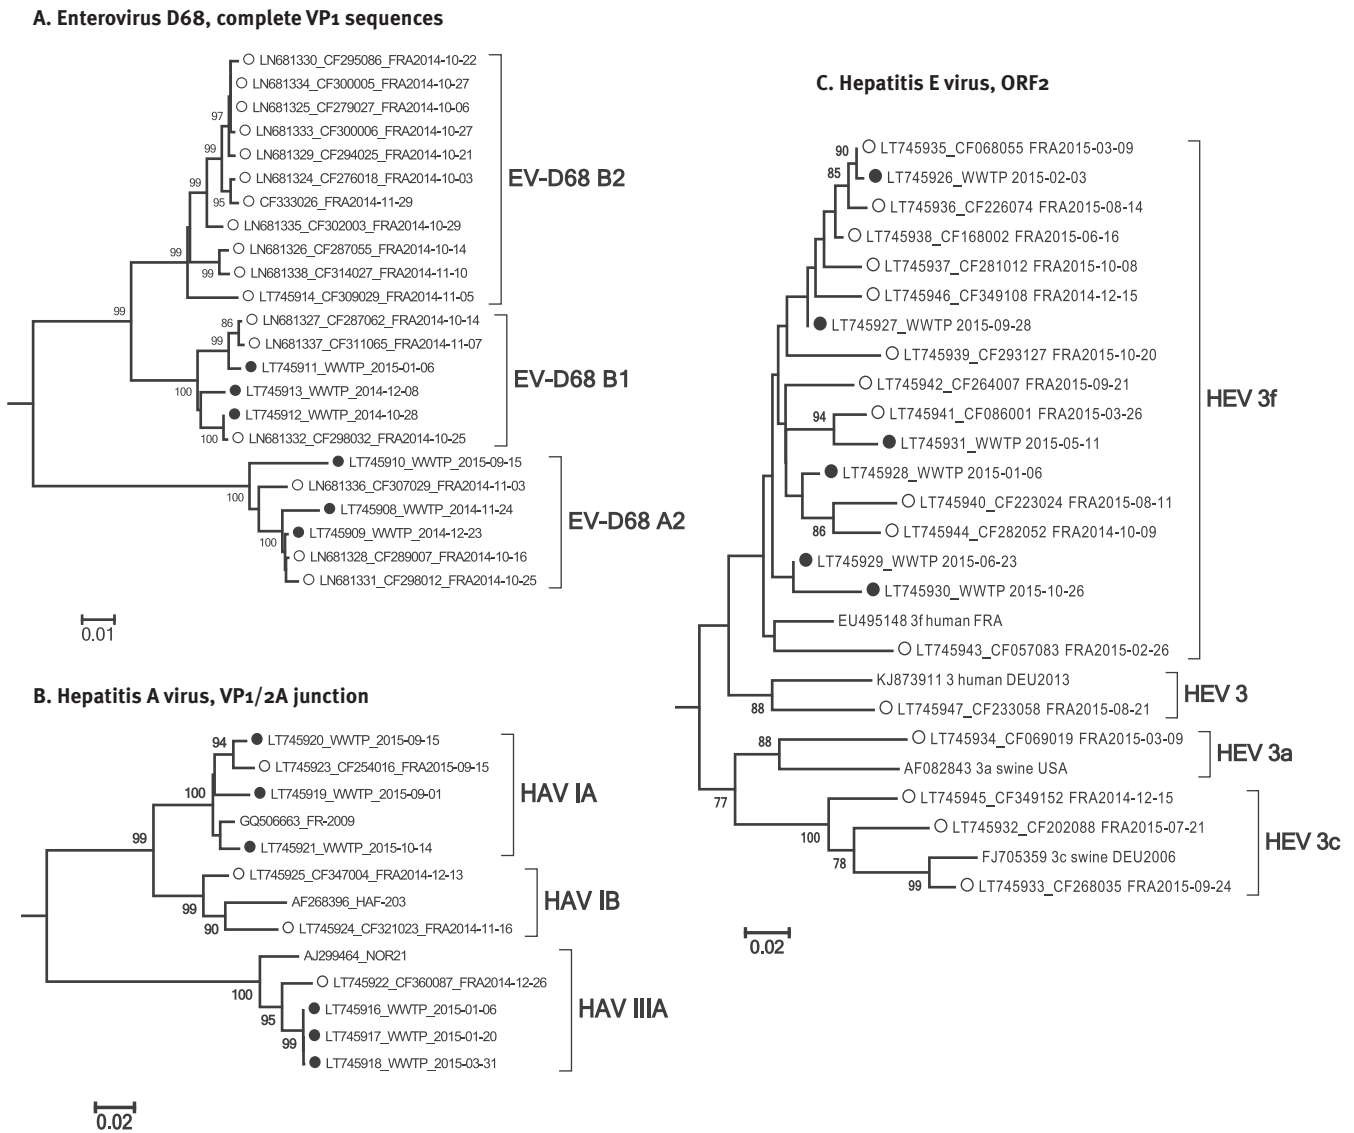 A. Enterovirus D68, complete VP1 sequences
LN681330_CF295086_FRA2014-10-22
LN681334_CF300005_FRA2014-10-27
LN681325_CF279027_FRA2014-10-06
97
LN681333_CF300006_FRA2014-10-27
99
LN681329_CF294025_FRA2014-10-21
LN681324_CF276018_FRA2014-10-03
EV-D68 B2
99
95
CF333026_FRA2014-11-29
LN681335_CF302003_FRA2014-10-29
99
LN681326_CF287055_FRA2014-10-14
99
LN681338_CF314027_FRA2014-11-10
LT745914_CF309029_FRA2014-11-05
99
86
LN681327_CF287062_FRA2014-10-14
99
LN681337_CF311065_FRA2014-11-07
LT745911_WWTP_2015-01-06
EV-D68 B1
100
LT745913_WWTP_2014-12-08
LT745912_WWTP_2014-10-28
100
LN681332_CF298032_FRA2014-10-25
LT745910_WWTP_2015-09-15
100
LN681336_CF307029_FRA2014-11-03
LT745908_WWTP_2014-11-24
EV-D68 A2
100
LT745909_WWTP_2014-12-23
LN681328_CF289007_FRA2014-10-16
LN681331_CF298012_FRA2014-10-25
0.01
B. Hepatitis A virus, VP1/2A junction
94
LT745920_WWTP_2015-09-15
LT745923_CF254016_FRA2015-09-15
100
LT745919_WWTP_2015-09-01
HAV IA
GQ506663_FR-2009
99
LT745921_WWTP_2015-10-14
LT745925_CF347004_FRA2014-12-13
99
AF268396_HAF-203
HAV IB
90
LT745924_CF321023_FRA2014-11-16
AJ299464_NOR21
100
LT745922_CF360087_FRA2014-12-26
95
LT745916_WWTP_2015-01-06
HAV IIIA
99
LT745917_WWTP_2015-01-20
LT745918_WWTP_2015-03-31
0.02
C. Hepatitis E virus, ORF2
90
LT745935_CF068055 FRA2015-03-09
85
LT745926_WWTP 2015-02-03
LT745936_CF226074 FRA2015-08-14
LT745938_CF168002 FRA2015-06-16
LT745937_CF281012 FRA2015-10-08
LT745946_CF349108 FRA2014-12-15
LT745927_WWTP 2015-09-28
LT745939_CF293127 FRA2015-10-20
LT745942_CF264007 FRA2015-09-21
HEV 3f
94
LT745941_CF086001 FRA2015-03-26
LT745931_WWTP 2015-05-11
LT745928_WWTP 2015-01-06
LT745940_CF223024 FRA2015-08-11
86
LT745944_CF282052 FRA2014-10-09
LT745929_WWTP 2015-06-23
LT745930_WWTP 2015-10-26
EU495148 3f human FRA
LT745943_CF057083 FRA2015-02-26
KJ873911 3 human DEU2013
HEV 3
88
LT745947_CF233058 FRA2015-08-21
88
LT745934_CF069019 FRA2015-03-09
HEV 3a
AF082843 3a swine USA
77
LT745945_CF349152 FRA2014-12-15
100
LT745932_CF202088 FRA2015-07-21
HEV 3c
78
FJ705359 3c swine DEU2006
99
LT745933_CF268035 FRA2015-09-24
0.02